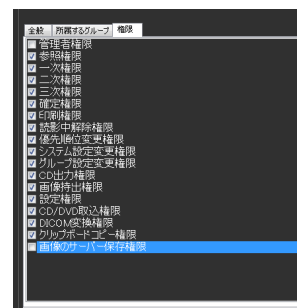 全般 所属するグループ 権限
管理者権限
参照権限
一次権限
二次権限
三次権限
確定権限
印刷権限
読影中解除権限
優先順位変更権限
システム設定変更権限
グループ設定変更権限
CD出力権限
画像持出権限
設定権限
CD/DVD取込権限
DICOM変換権限
クリップボードコピー権限
画像のサーバー保存権限